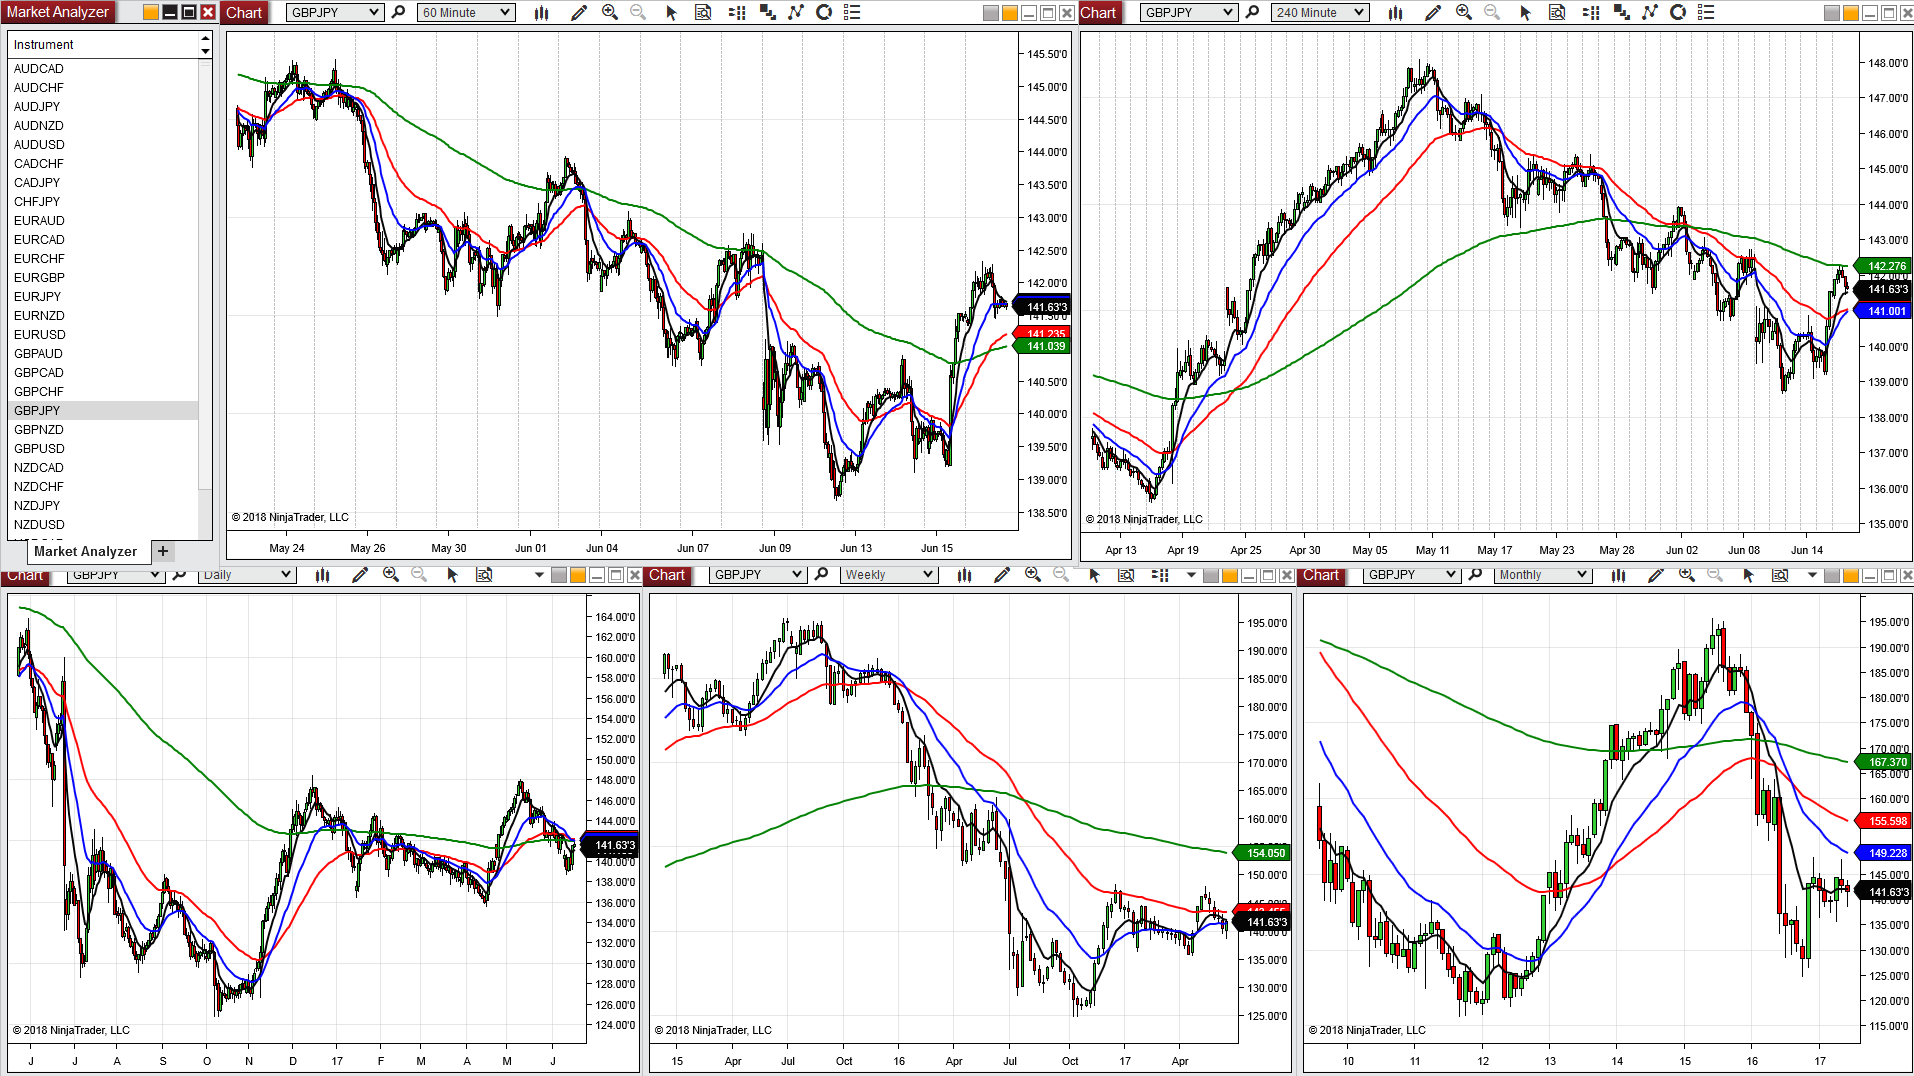 Market Analyzer
Instrument
AUDCAD
AUDCHF
AUDJPY
AUDNZD
AUDUSD
CADCHF
CADJPY
CHFJPY
EURAUD
EURCAD
EURCHF
EURGBP
EURJPY
EURNZD
EURUSD
GBPAUD
GBPCAD
GBPCHF
GBPJPY
GBPNZD
GBPUSD
NZDCAD
NZDCHF
NZDJPY
NZDUSD
Market Analyzer +
Chart GBPJPY 60 Minute
145.50'0
145.00'0
144.50'0
144.00'0
143.50'0
143.00'0
142.50'0
142.00'0
141.63'3
141.235
141.039
140.50'0
140.00'0
139.50'0
139.00'0
138.50'0
© 2018 NinjaTrader, LLC
May 24 May 26 May 30 Jun 01 Jun 04 Jun 07 Jun 09 Jun 13 Jun 15
Chart GBPJPY 240 Minute
148.00'0
147.00'0
146.00'0
145.00'0
144.00'0
143.00'0
142.276
141.63'3
141.001
140.00'0
139.00'0
138.00'0
137.00'0
136.00'0
135.00'0
© 2018 NinjaTrader, LLC
Apr 13 Apr 19 Apr 25 Apr 30 May 05 May 11 May 17 May 23 May 28 Jun 02 Jun 08 Jun 14
Chart GBPJPY Daily
164.00'0
162.00'0
160.00'0
158.00'0
156.00'0
154.00'0
152.00'0
150.00'0
148.00'0
146.00'0
144.00'0
141.63'3
140.00'0
138.00'0
136.00'0
134.00'0
132.00'0
130.00'0
128.00'0
126.00'0
124.00'0
© 2018 NinjaTrader, LLC
J J A S O N D 17 F M A M J
Chart GBPJPY Weekly
195.00'0
190.00'0
185.00'0
180.00'0
175.00'0
170.00'0
165.00'0
160.00'0
154.050
150.00'0
141.63'3
140.00'0
135.00'0
130.00'0
125.00'0
© 2018 NinjaTrader, LLC
15 Apr Jul Oct 16 Apr Jul Oct 17 Apr
Chart GBPJPY Monthly
195.00'0
190.00'0
185.00'0
180.00'0
175.00'0
170.00'0
167.370
165.00'0
160.00'0
155.598
149.228
145.00'0
141.63'3
140.00'0
135.00'0
130.00'0
125.00'0
120.00'0
115.00'0
© 2018 NinjaTrader, LLC
10 11 12 13 14 15 16 17